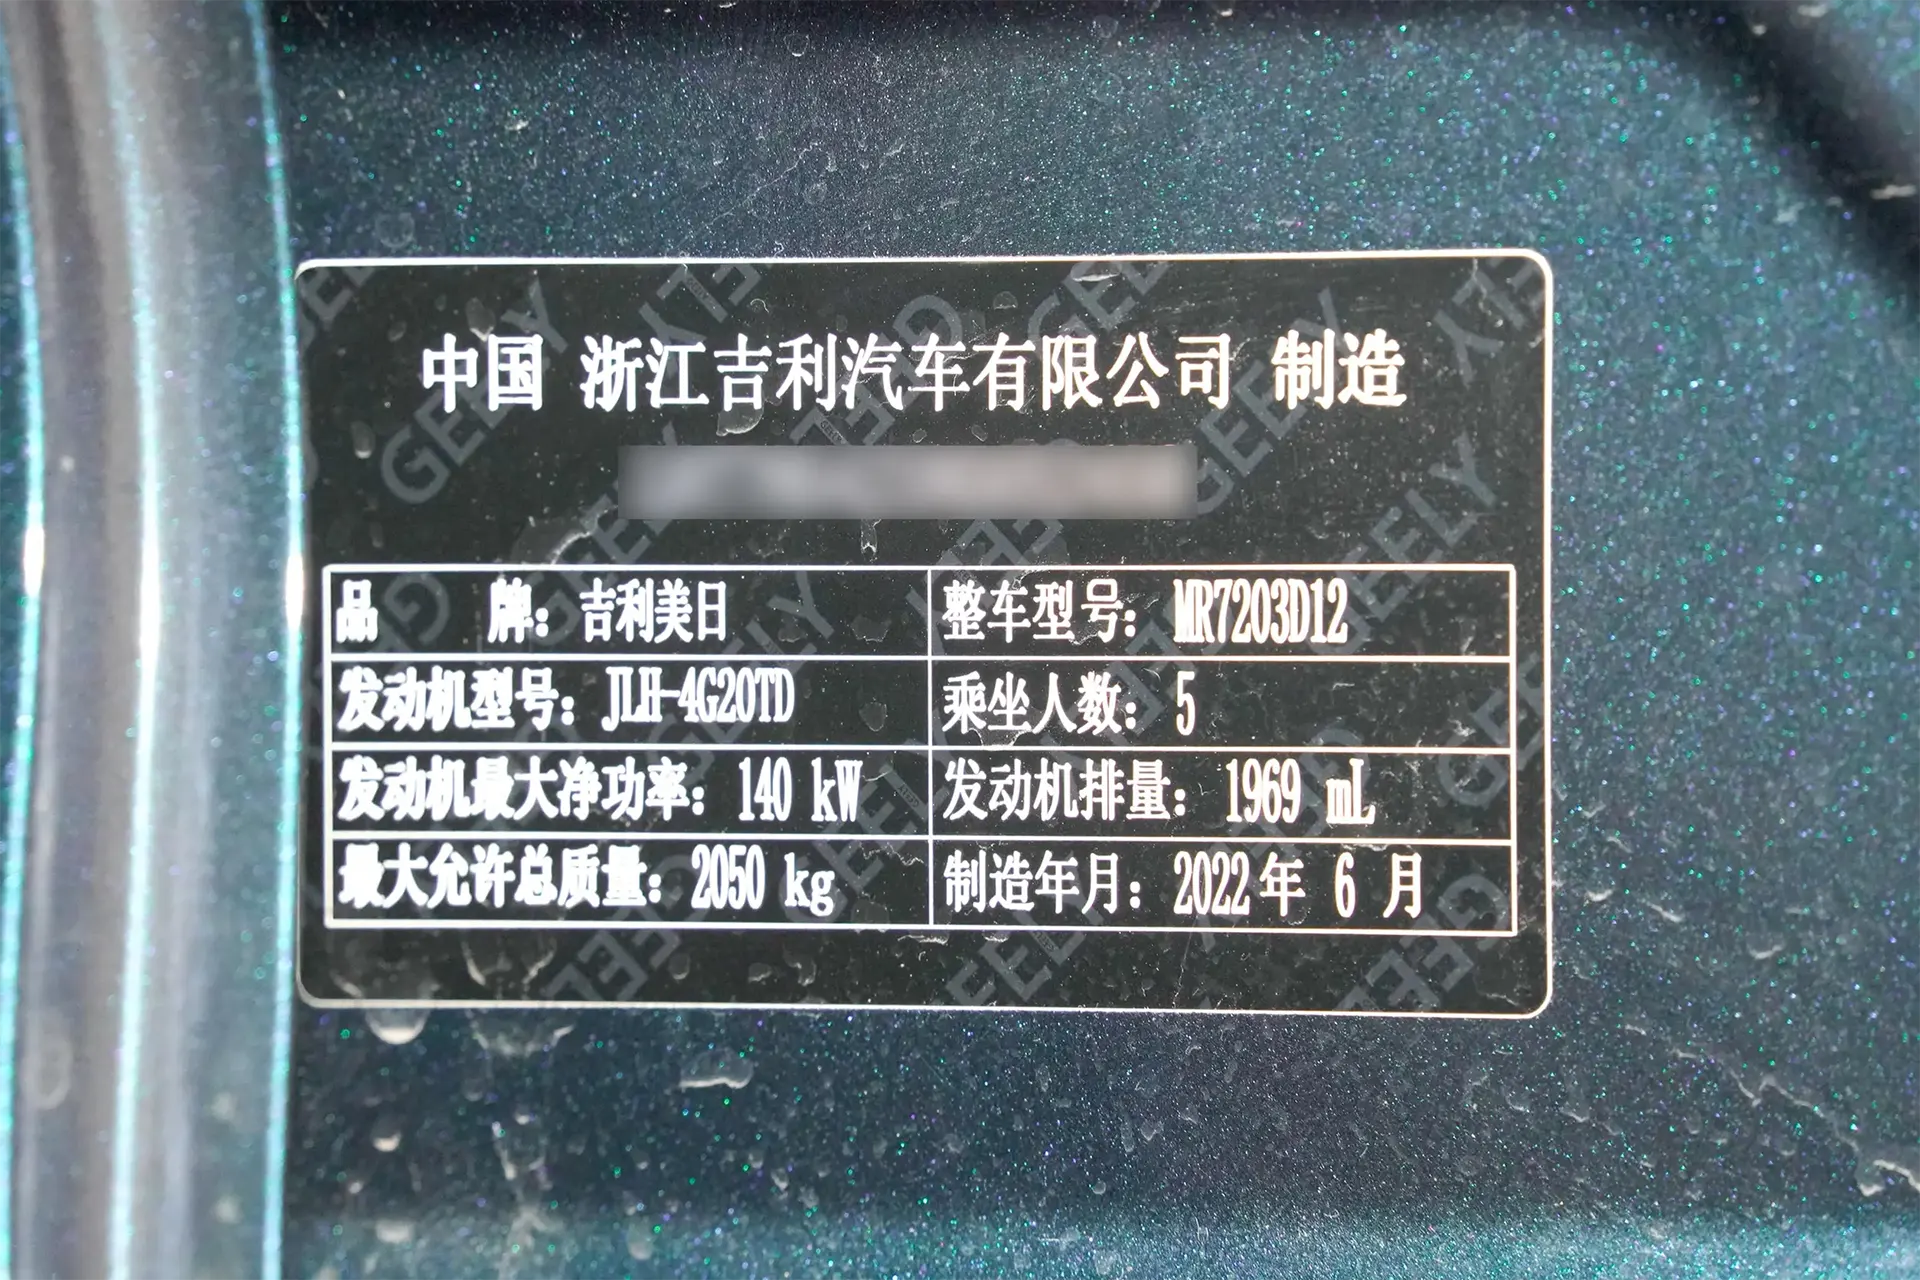 中国 浙江吉利汽车有限公司 制造
品 牌：吉利美日 整车型号：MR7203D12
发动机型号：JLH-4G20TD 乘坐人数：5
发动机最大净功率：140 kW 发动机排量：1969 mL
最大允许总质量：2050 kg 制造年月：2022年 6 月
GEELY